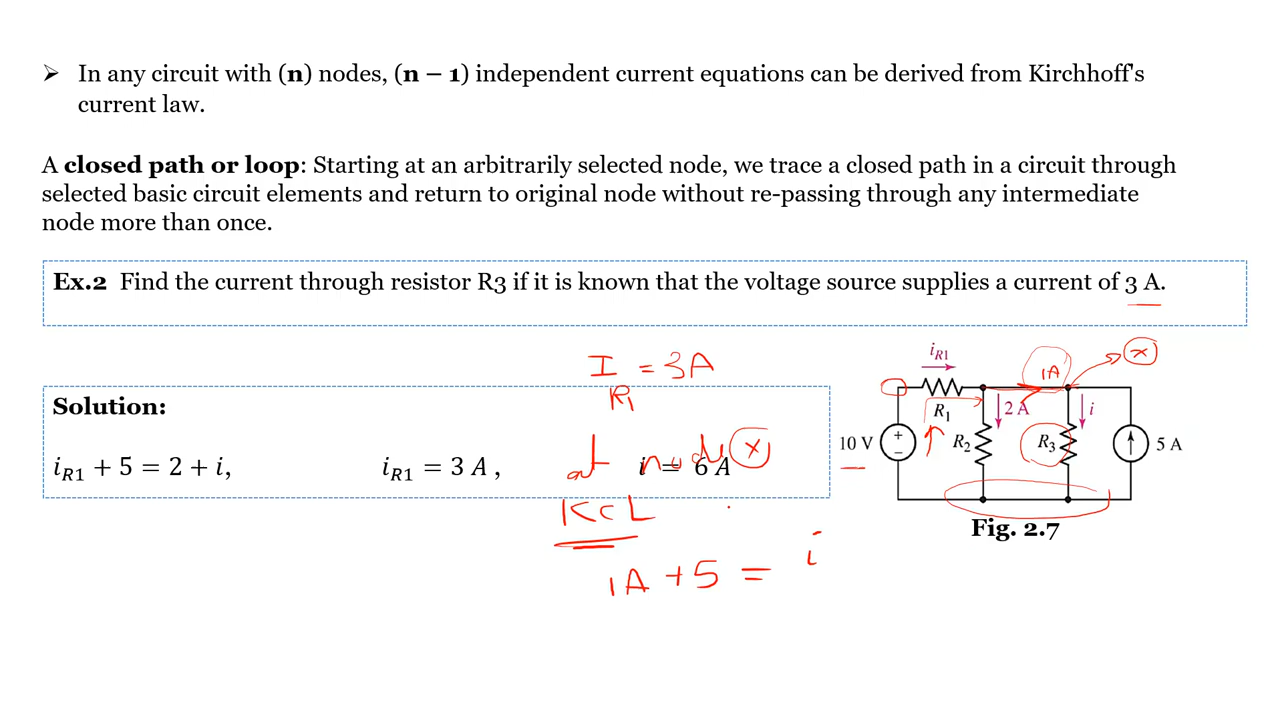 ➢ In any circuit with (n) nodes, (n − 1) independent current equations can be derived from Kirchhoff's
current law.
A closed path or loop: Starting at an arbitrarily selected node, we trace a closed path in a circuit through
selected basic circuit elements and return to original node without re-passing through any intermediate
node more than once.
Ex.2 Find the current through resistor R3 if it is known that the voltage source supplies a current of 3 A.
I R1 = 3A
Solution:
iR1 + 5 = 2 + i, iR1 = 3 A , i = 6 A
at node x
KCL
1A + 5 = i
iR1
1A
x
R1
2 A
i
10 V
+
−
R2
R3
5 A
Fig. 2.7